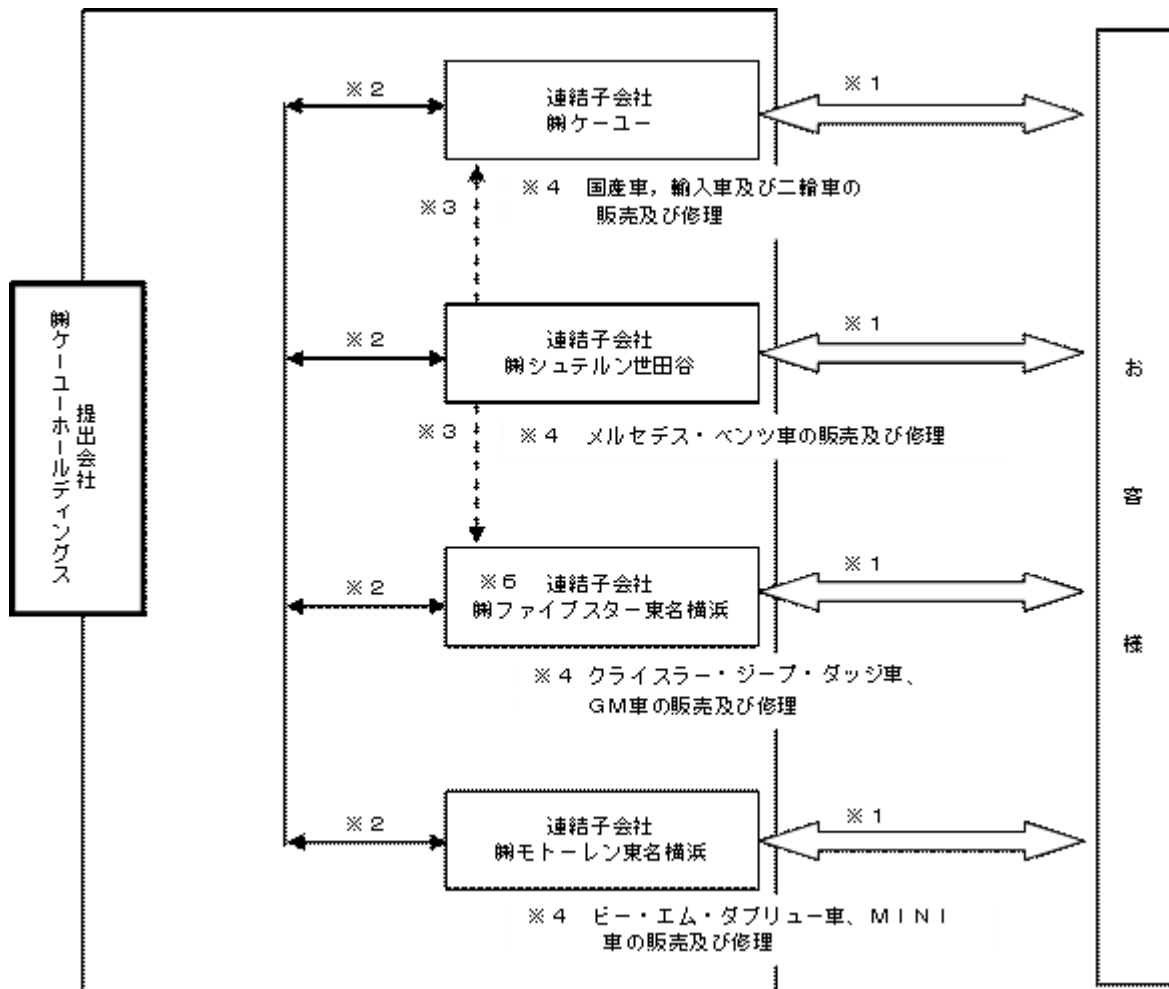 ※2
連結子会社
㈱ケーユー
※1
※4 国産車，輸入車及び二輪車の
販売及び修理
※3
提出会社
㈱ケーユーホールディングス
※2
連結子会社
㈱シュテルン世田谷
※1
※3
※4 メルセデス・ベンツ車の販売及び修理
お客様
※2
※6 連結子会社
㈱ファイブスター東名横浜
※1
※4 クライスラー・ジープ・ダッジ車、
GM車の販売及び修理
※2
連結子会社
㈱モトーレン東名横浜
※1
※4 ビー・エム・ダブリュー車、MINI
車の販売及び修理